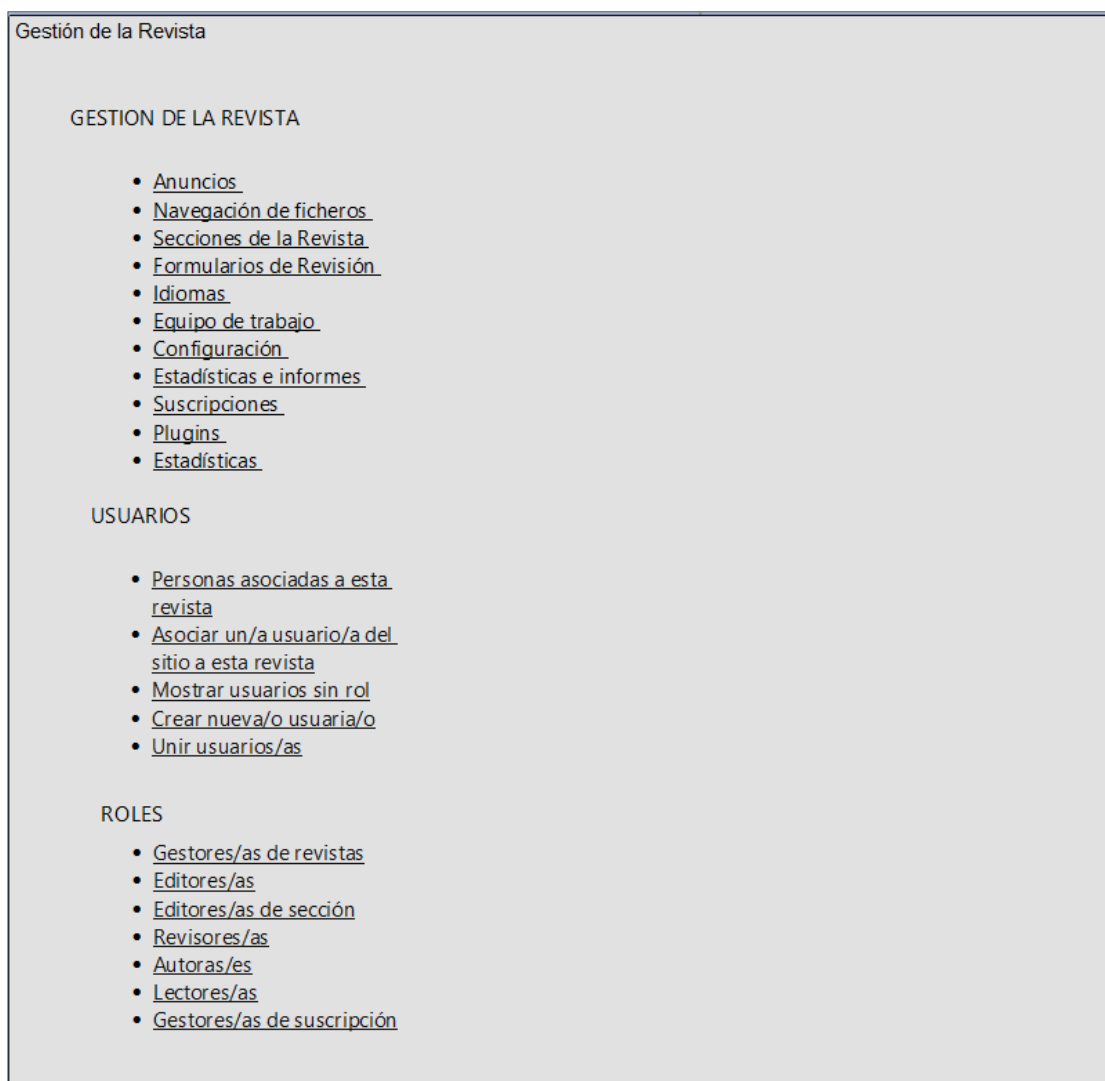 Gestión de la Revista
GESTION DE LA REVISTA
Anuncios
Navegación de ficheros
Secciones de la Revista
Formularios de Revisión
Idiomas
Equipo de trabajo
Configuración
Estadísticas e informes
Suscripciones
Plugins
Estadísticas
USUARIOS
Personas asociadas a esta
revista
Asociar un/a usuario/a del
sitio a esta revista
Mostrar usuarios sin rol
Crear nueva/o usuaria/o
Unir usuarios/as
ROLES
Gestores/as de revistas
Editores/as
Editores/as de sección
Revisores/as
Autoras/es
Lectores/as
Gestores/as de suscripción